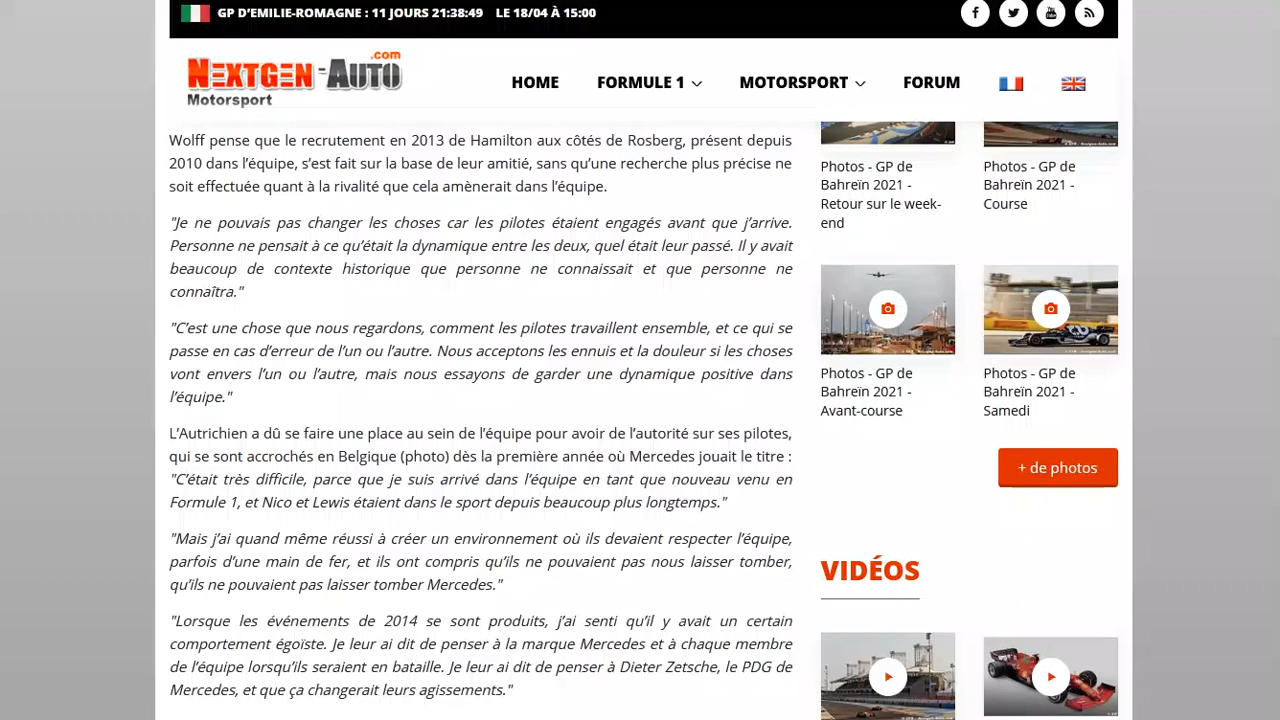 GP D'EMILIE-ROMAGNE : 11 JOURS 21:38:49 LE 18/04 À 15:00
NEXTGEN-AUTO.com
Motorsport
HOME FORMULE 1 MOTORSPORT FORUM
Wolff pense que le recrutement en 2013 de Hamilton aux côtés de Rosberg, présent depuis
2010 dans l'équipe, s'est fait sur la base de leur amitié, sans qu'une recherche plus précise ne
soit effectuée quant à la rivalité que cela amènerait dans l'équipe.
"Je ne pouvais pas changer les choses car les pilotes étaient engagés avant que j'arrive.
Personne ne pensait à ce qu'était la dynamique entre les deux, quel était leur passé. Il y avait
beaucoup de contexte historique que personne ne connaissait et que personne ne
connaîtra."
"C'est une chose que nous regardons, comment les pilotes travaillent ensemble, et ce qui se
passe en cas d'erreur de l'un ou l'autre. Nous acceptons les ennuis et la douleur si les choses
vont envers l'un ou l'autre, mais nous essayons de garder une dynamique positive dans
l'équipe."
L'Autrichien a dû se faire une place au sein de l'équipe pour avoir de l'autorité sur ses pilotes,
qui se sont accrochés en Belgique (photo) dès la première année où Mercedes jouait le titre :
"C'était très difficile, parce que je suis arrivé dans l'équipe en tant que nouveau venu en
Formule 1, et Nico et Lewis étaient dans le sport depuis beaucoup plus longtemps."
"Mais j'ai quand même réussi à créer un environnement où ils devaient respecter l'équipe,
parfois d'une main de fer, et ils ont compris qu'ils ne pouvaient pas nous laisser tomber,
qu'ils ne pouvaient pas laisser tomber Mercedes."
"Lorsque les événements de 2014 se sont produits, j'ai senti qu'il y avait un certain
comportement égoïste. Je leur ai dit de penser à la marque Mercedes et à chaque membre
de l'équipe lorsqu'ils seraient en bataille. Je leur ai dit de penser à Dieter Zetsche, le PDG de
Mercedes, et que ça changerait leurs agissements."
Photos - GP de
Bahreïn 2021 -
Retour sur le week-
end
Photos - GP de
Bahreïn 2021 -
Course
Photos - GP de
Bahreïn 2021 -
Avant-course
Photos - GP de
Bahreïn 2021 -
Samedi
+ de photos
VIDÉOS